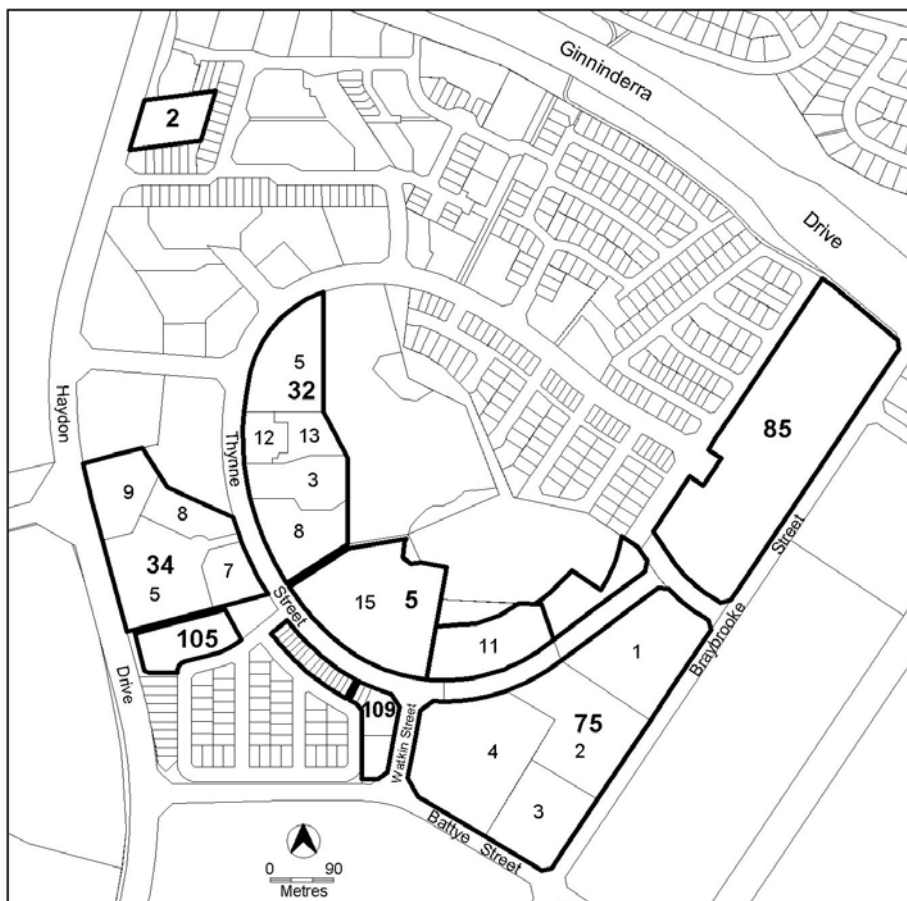 Ginninderra
Drive
2
85
5
32
12
13
3
8
Haydon
Drive
Thynne
Street
9
8
34
7
5
105
15
5
11
109
Watkin Street
1
75
2
4
3
Braybrooke
Street
Battye Street
0 90
Metres